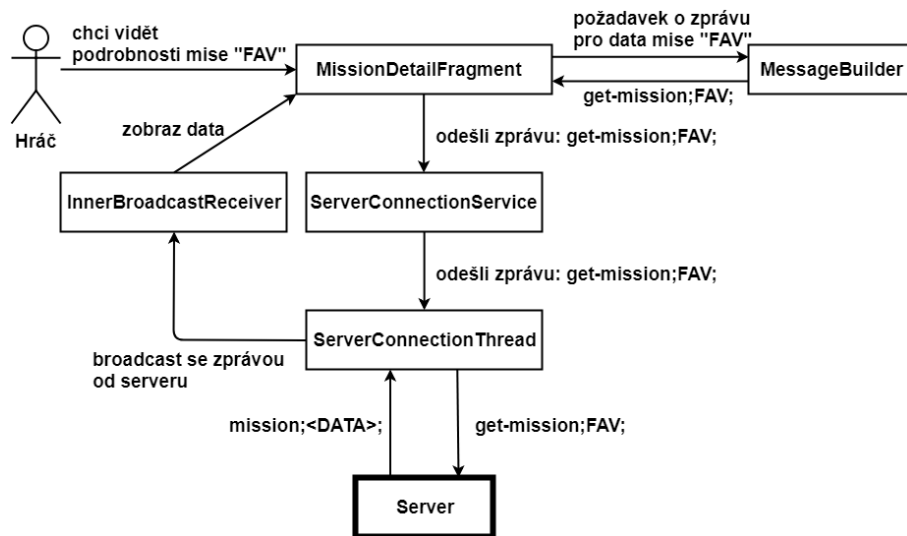 chci vidět
podrobnosti mise "FAV"
požadavek o zprávu
pro data mise "FAV"
MissionDetailFragment
MessageBuilder
get-mission;FAV;
Hráč
zobraz data
odešli zprávu: get-mission;FAV;
InnerBroadcastReceiver
ServerConnectionService
odešli zprávu: get-mission;FAV;
ServerConnectionThread
broadcast se zprávou
od serveru
mission;<DATA>;
get-mission;FAV;
Server